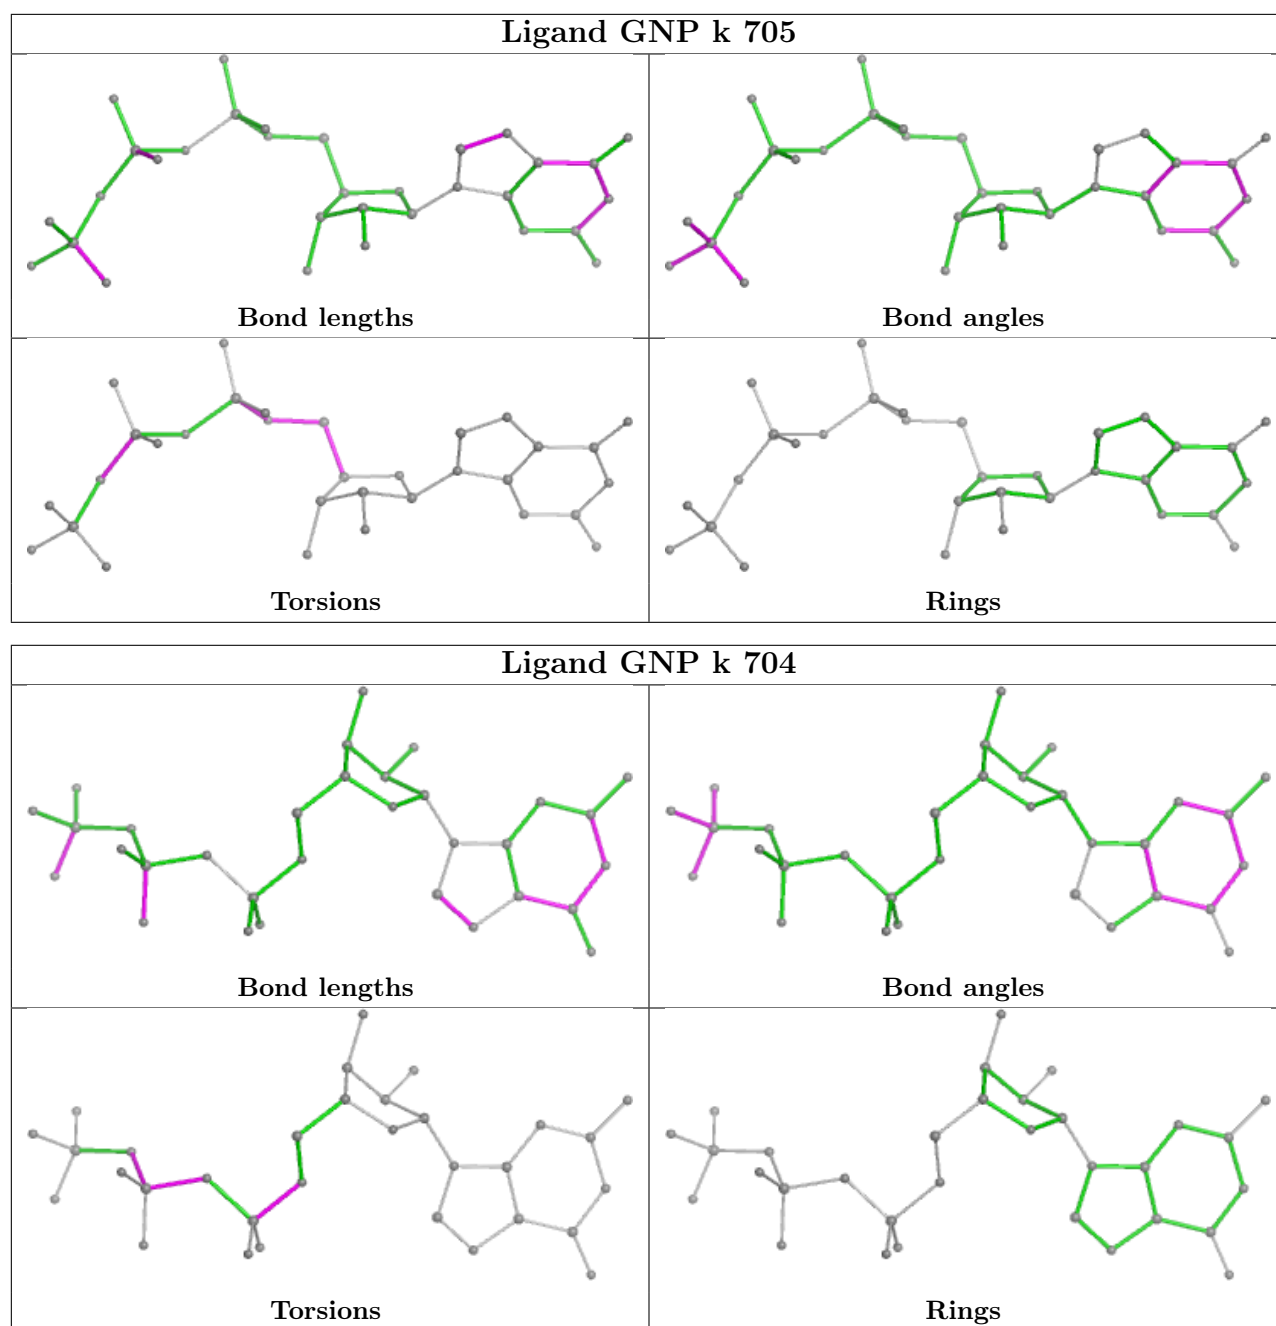 Ligand GNP k 705
Bond lengths
Bond angles
Torsions
Rings
Ligand GNP k 704
Bond lengths
Bond angles
Torsions
Rings